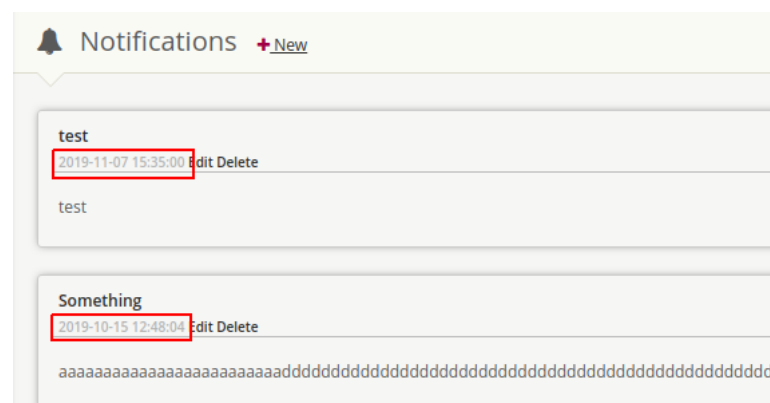 Notifications + New
test
2019-11-07 15:35:00 Edit Delete
test
Something
2019-10-15 12:48:04 Edit Delete